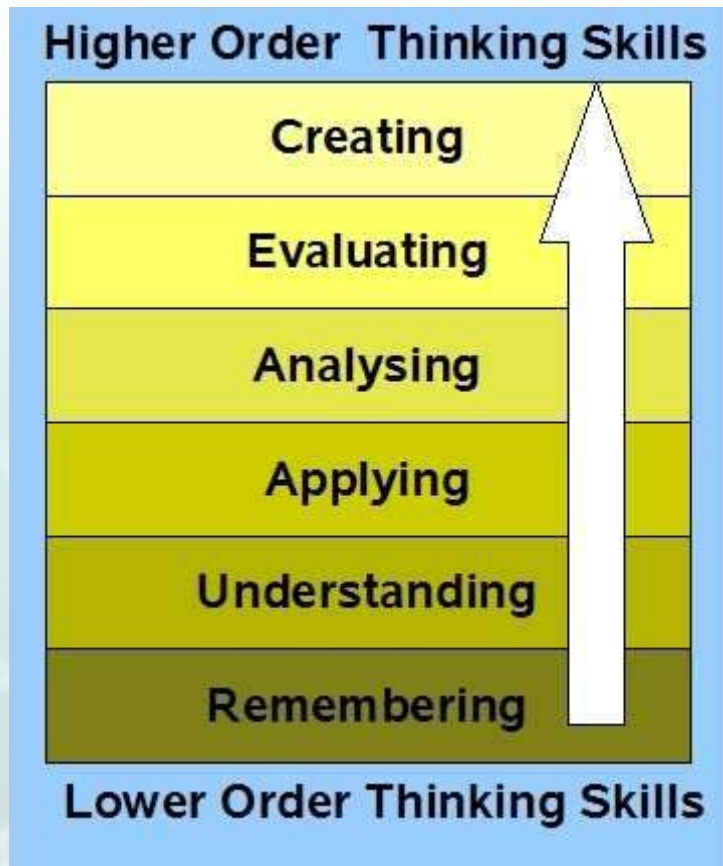 Higher Order Thinking Skills
Creating
Evaluating
Analysing
Applying
Understanding
Remembering
Lower Order Thinking Skills